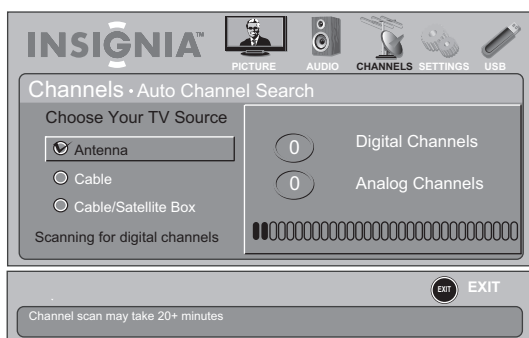 INSIGNIA™
PICTURE AUDIO CHANNELS SETTINGS USB
Channels • Auto Channel Search
Choose Your TV Source
Antenna
Cable
Cable/Satellite Box
Scanning for digital channels
0 Digital Channels
0 Analog Channels
EXIT EXIT
Channel scan may take 20+ minutes